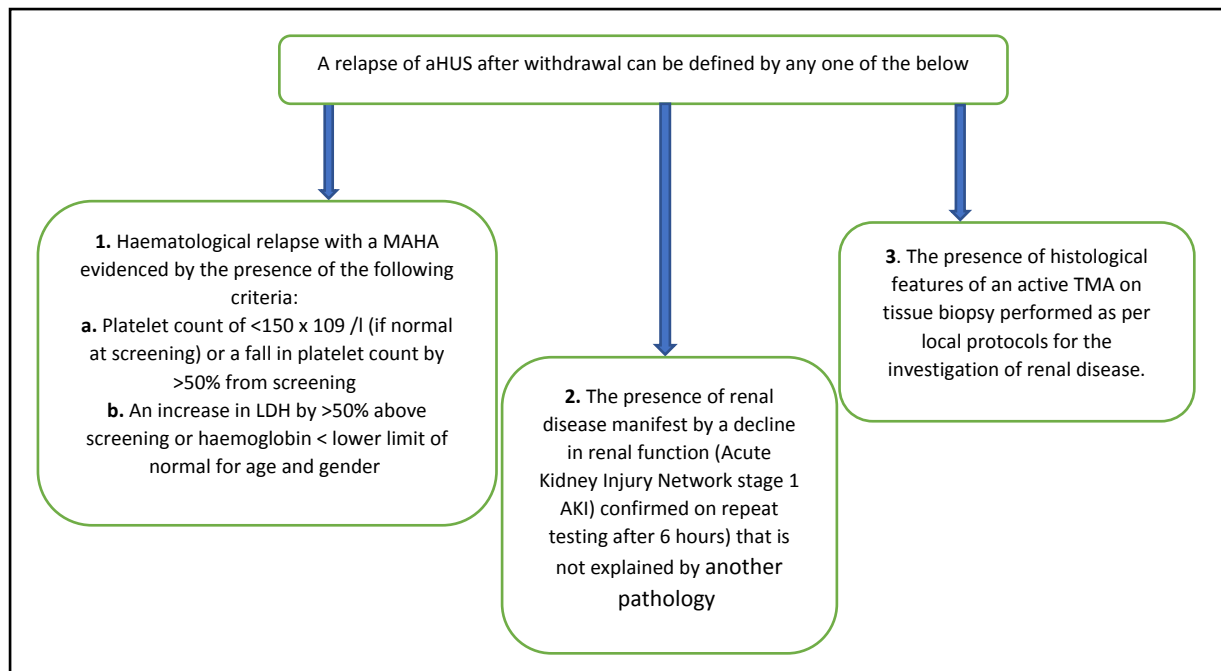 A relapse of aHUS after withdrawal can be defined by any one of the below
1. Haematological relapse with a MAHA
evidenced by the presence of the following
criteria:
a. Platelet count of <150 x 109 /l (if normal
at screening) or a fall in platelet count by
>50% from screening
b. An increase in LDH by >50% above
screening or haemoglobin < lower limit of
normal for age and gender
2. The presence of renal
disease manifest by a decline
in renal function (Acute
Kidney Injury Network stage 1
AKI) confirmed on repeat
testing after 6 hours) that is
not explained by another
pathology
3. The presence of histological
features of an active TMA on
tissue biopsy performed as per
local protocols for the
investigation of renal disease.